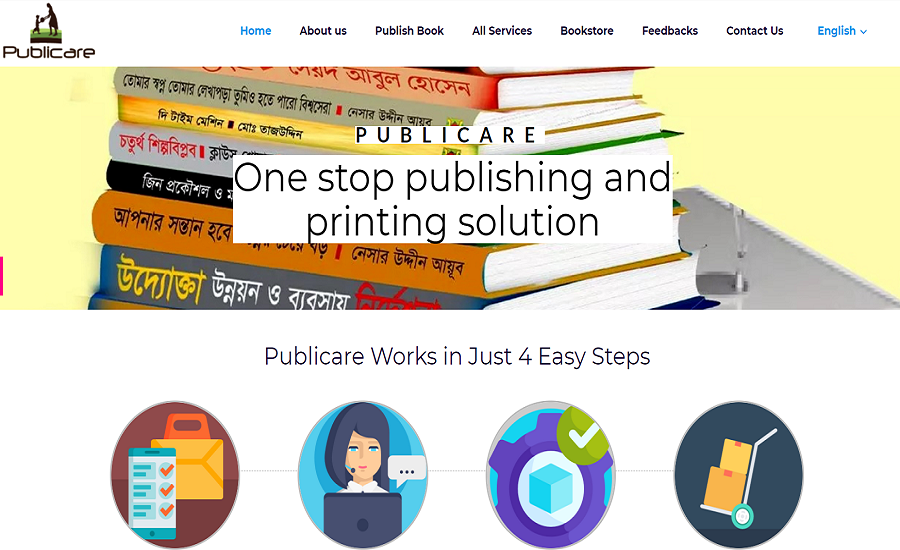 PubliCare
Home
About us
Publish Book
All Services
Bookstore
Feedbacks
Contact Us
English
সৈয়দ আবুল হোসেন
তোমার স্বপ্ন তোমার লেখাপড়া তুমিও হতে পারো বিশ্বসেরা নেসার উদ্দীন আয়ূব
দি টাইম মেশিন মোঃ তাজউদ্দিন
PUBLICARE
চতুর্থ শিল্পবিপ্লব ক্লাউস
One stop publishing and
printing solution
জিন প্রকৌশল ও
আপনার সন্তান হবে চেয়ে বড় নেসার উদ্দীন আয়ূব
উদ্যোক্তা উন্নয়ন ও ব্যবসায় নির্দেশনা
Publicare Works in Just 4 Easy Steps